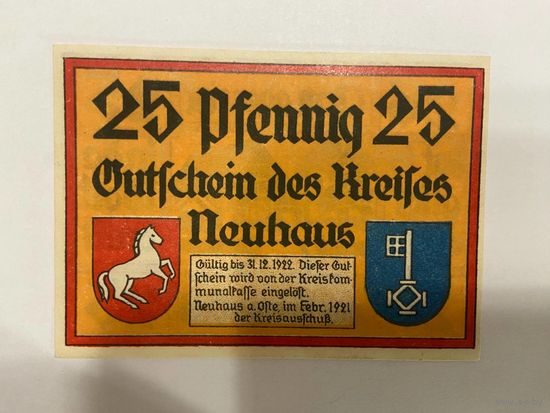 25 Pfennig 25
Gutschein des Kreises
Neuhaus
Gültig bis 31.12.1922. Dieser Gut-
schein wird von der Kreiskom-
munalkasse eingelöst.
Neuhaus a. Oste, im Febr. 1921
der Kreisausschuß.